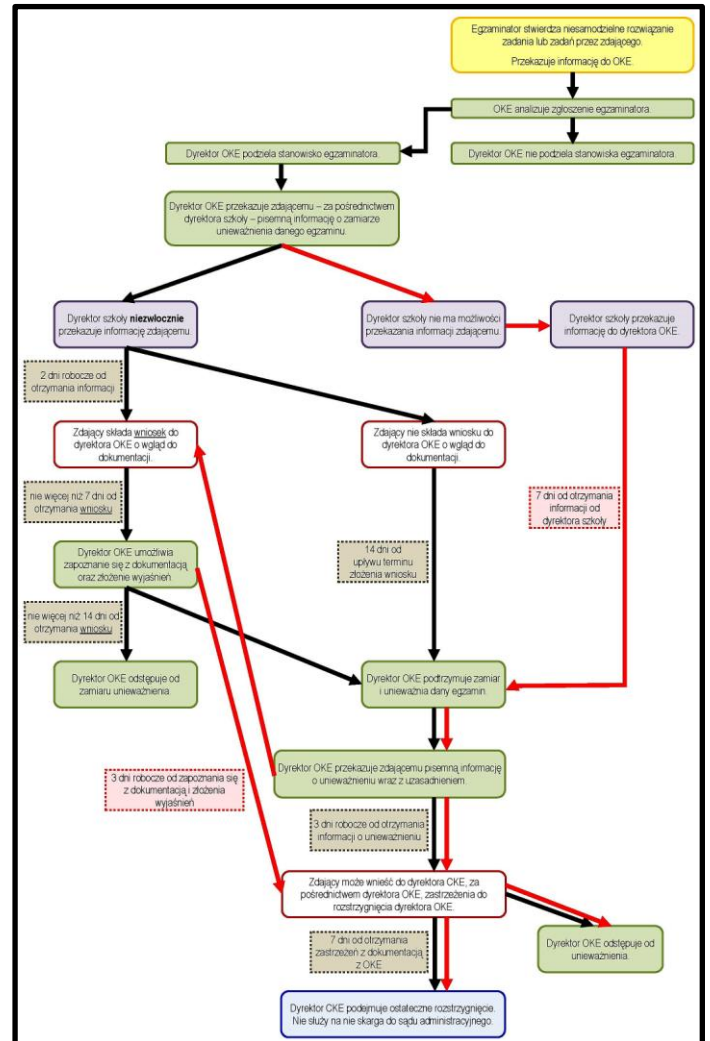 Egzaminator stwierdza niesamodzielne rozwiązanie
zadania lub zadań przez zdającego.
Przekazuje informację do OKE.
OKE analizuje zgłoszenie egzaminatora.
Dyrektor OKE podziela stanowisko egzaminatora.
Dyrektor OKE nie podziela stanowiska egzaminatora.
Dyrektor OKE przekazuje zdającemu – za pośrednictwem
dyrektora szkoły – pisemną informację o zamiarze
unieważnienia danego egzaminu.
Dyrektor szkoły niezwłocznie
przekazuje informację zdającemu.
Dyrektor szkoły nie ma możliwości
przekazania informacji zdającemu.
Dyrektor szkoły przekazuje
informację do dyrektora OKE.
2 dni robocze od
otrzymania informacji
Zdający składa wniosek do
dyrektora OKE o wgląd do
dokumentacji.
Zdający nie składa wniosku do
dyrektora OKE o wgląd do
dokumentacji.
nie więcej niż 7 dni od
otrzymania wniosku
7 dni od otrzymania
informacji od
dyrektora szkoły
Dyrektor OKE umożliwia
zapoznanie się z dokumentacją
oraz złożenie wyjaśnień.
14 dni od
upływu terminu
złożenia wniosku
nie więcej niż 14 dni od
otrzymania wniosku
Dyrektor OKE odstępuje od
zamiaru unieważnienia.
Dyrektor OKE podtrzymuje zamiar
i unieważnia dany egzamin.
Dyrektor OKE przekazuje zdającemu pisemną informację
o unieważnieniu wraz z uzasadnieniem.
3 dni robocze od zapoznania się
z dokumentacją i złożenia
wyjaśnień
3 dni robocze od otrzymania
informacji o unieważnieniu
Zdający może wnieść do dyrektora CKE, za
pośrednictwem dyrektora OKE, zastrzeżenia do
rozstrzygnięcia dyrektora OKE.
7 dni od otrzymania
zastrzeżeń z dokumentacją
z OKE
Dyrektor OKE odstępuje od
unieważnienia.
Dyrektor CKE podejmuje ostateczne rozstrzygnięcie.
Nie służy na nie skarga do sądu administracyjnego.